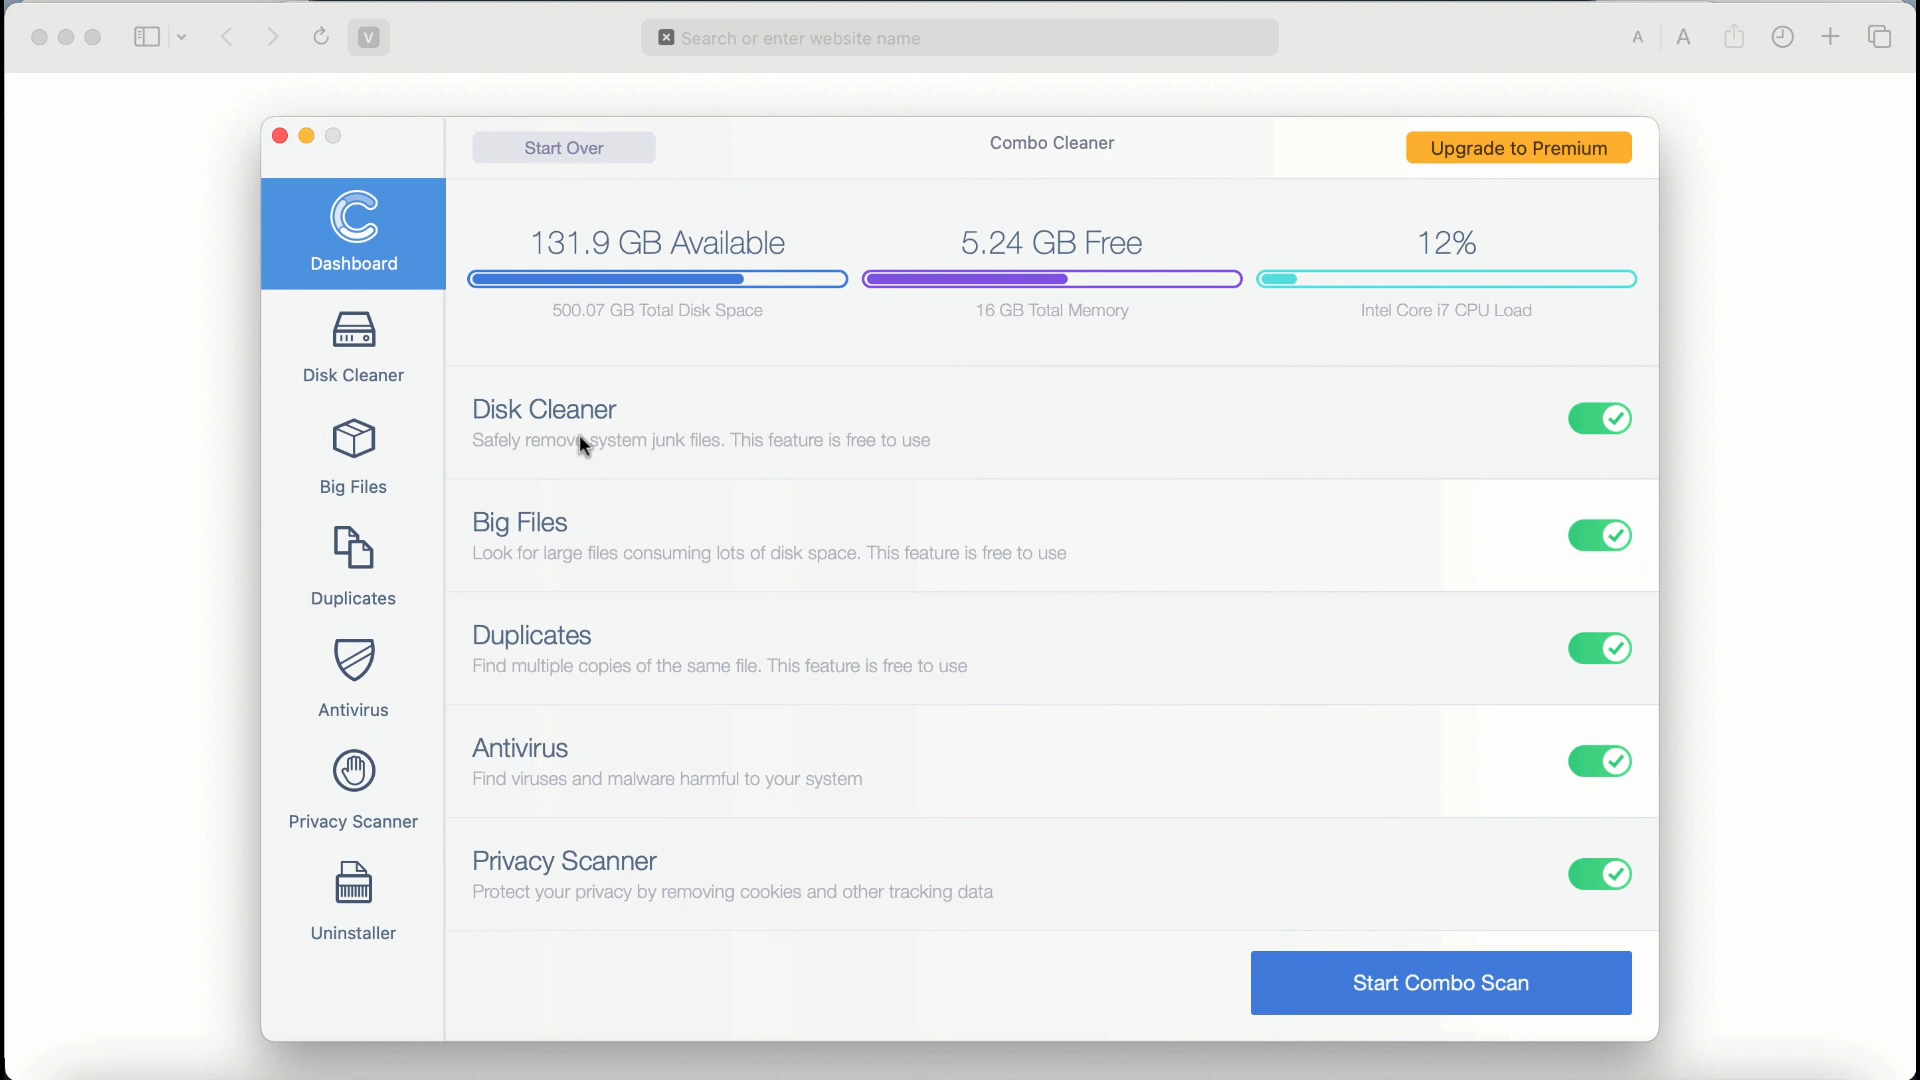 V
Search or enter website name
A
A
Start Over
Combo Cleaner
Upgrade to Premium
Dashboard
Disk Cleaner
Big Files
Duplicates
Antivirus
Privacy Scanner
Uninstaller
131.9 GB Available
500.07 GB Total Disk Space
5.24 GB Free
16 GB Total Memory
12%
Intel Core i7 CPU Load
Disk Cleaner
Safely remove system junk files. This feature is free to use
Big Files
Look for large files consuming lots of disk space. This feature is free to use
Duplicates
Find multiple copies of the same file. This feature is free to use
Antivirus
Find viruses and malware harmful to your system
Privacy Scanner
Protect your privacy by removing cookies and other tracking data
Start Combo Scan